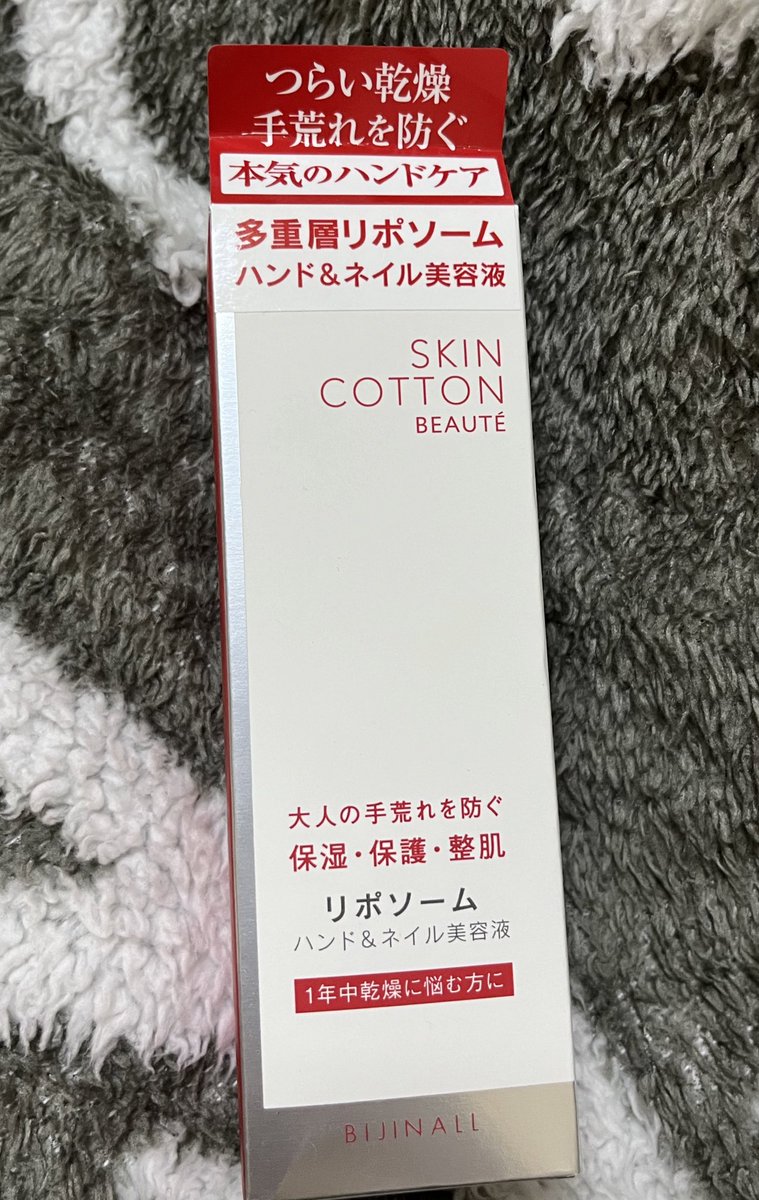 つらい乾燥
手荒れを防ぐ
本気のハンドケア
多重層リポソーム
ハンド&ネイル美容液
SKIN
COTTON
BEAUTÉ
大人の手荒れを防ぐ
保湿・保護・整肌
リポソーム
ハンド&ネイル美容液
1年中乾燥に悩む方に
BIJINALL